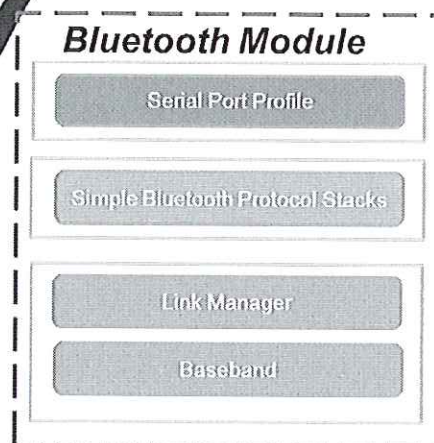 Bluetooth Module
Serial Port Profile
Simple Bluetooth Protocol Stacks
Link Manager
Baseband